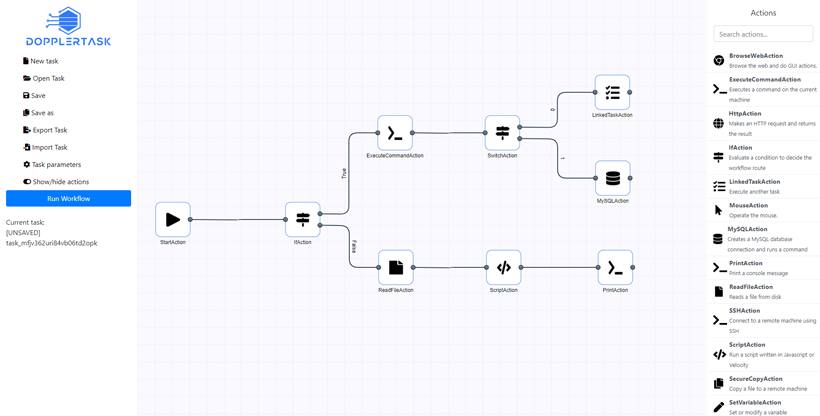 DOPPLERTASK
New task
Open Task
Save
Save as
Export Task
Import Task
Task parameters
Show/hide actions
Run Workflow
Current task:
[UNSAVED]
task_mfjv362uri84vb06td2opk
StartAction
IfAction
True
False
ExecuteCommandAction
SwitchAction
0
1
LinkedTaskAction
MySQLAction
ReadFileAction
ScriptAction
PrintAction
Actions
Search actions...
BrowseWebAction
Browse the web and do GUI actions.
ExecuteCommandAction
Executes a command on the current
machine
HttpAction
Makes an HTTP request and returns
the result
IfAction
Evaluate a condition to decide the
workflow route
LinkedTaskAction
Execute another task
MouseAction
Operate the mouse.
MySQLAction
Creates a MySQL database
connection and runs a command
PrintAction
Print a console message
ReadFileAction
Reads a file from disk
SSHAction
Connect to a remote machine using
SSH
ScriptAction
Run a script written in Javascript or
Velocity
SecureCopyAction
Copy a file to a remote machine
SetVariableAction
Set or modify a variable